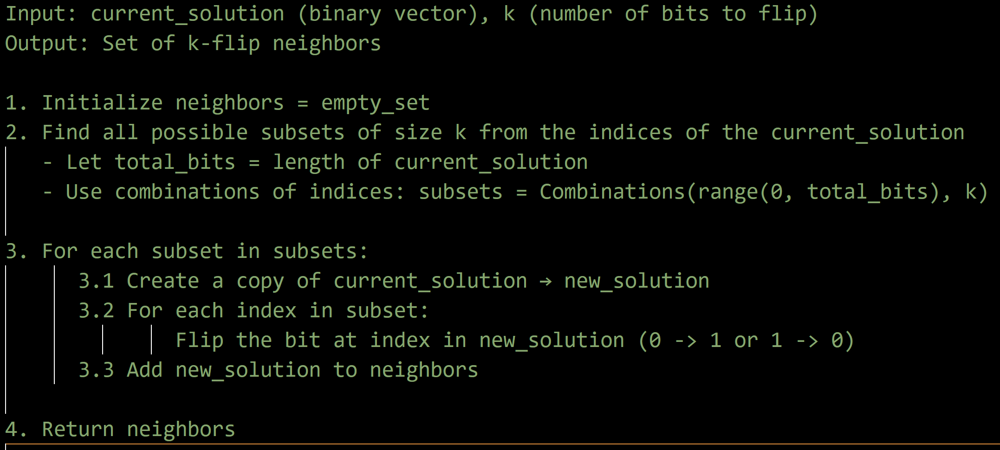 Input: current_solution (binary vector), k (number of bits to flip)
Output: Set of k-flip neighbors
1. Initialize neighbors = empty_set
2. Find all possible subsets of size k from the indices of the current_solution
- Let total_bits = length of current_solution
- Use combinations of indices: subsets = Combinations(range(0, total_bits), k)
3. For each subset in subsets:
3.1 Create a copy of current_solution → new_solution
3.2 For each index in subset:
Flip the bit at index in new_solution (0 -> 1 or 1 -> 0)
3.3 Add new_solution to neighbors
4. Return neighbors